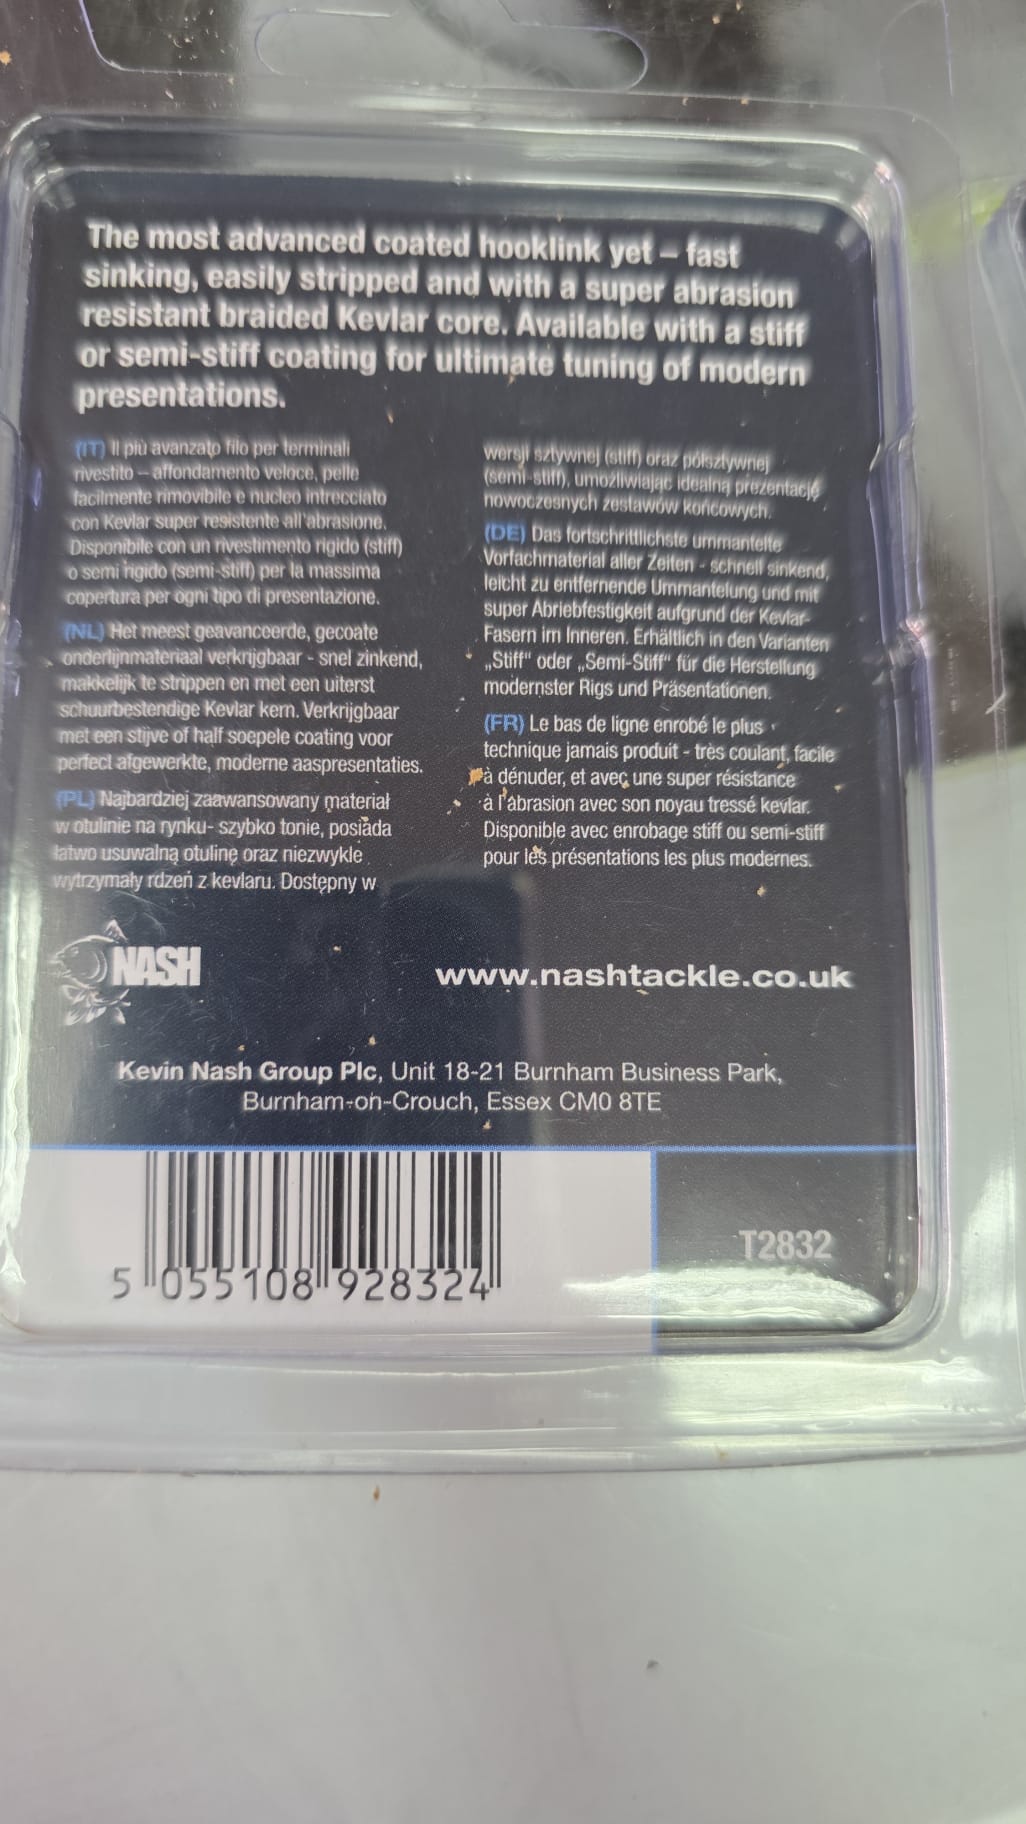 The most advanced coated hooklink yet – fast
sinking, easily stripped and with a super abrasion
resistant braided Kevlar core. Available with a stiff
or semi-stiff coating for ultimate tuning of modern
presentations.
(IT) Il più avanzato filo per terminali
rivestito – affondamento veloce, pelle
facilmente rimovibile e nucleo intrecciato
con Kevlar super resistente all'abrasione.
Disponibile con un rivestimento rigido (stiff)
o semi rigido (semi-stiff) per la massima
copertura per ogni tipo di presentazione.
(NL) Het meest geavanceerde, gecoate
onderlijnmateriaal verkrijgbaar - snel zinkend,
makkelijk te strippen en met een uiterst
schuurbestendige Kevlar kern. Verkrijgbaar
met een stijve of half soepele coating voor
perfect afgewerkte, moderne aaspresentaties.
(PL) Najbardziej zaawansowany materiał
w otulinie na rynku- szybko tonie, posiada
łatwo usuwalną otulinę oraz niezwykle
wytrzymały rdzeń z kevlaru. Dostępny w
wersji sztywnej (stiff) oraz półsztywnej
(semi-stiff), umożliwiając idealną prezentację
nowoczesnych zestawów końcowych.
(DE) Das fortschrittlichste ummantelte
Vorfachmaterial aller Zeiten - schnell sinkend,
leicht zu entfernende Ummantelung und mit
super Abriebfestigkeit aufgrund der Kevlar-
Fasern im Inneren. Erhältlich in den Varianten
„Stiff“ oder „Semi-Stiff“ für die Herstellung
modernster Rigs und Präsentationen.
(FR) Le bas de ligne enrobé le plus
technique jamais produit - très coulant, facile
à dénuder, et avec une super résistance
à l'abrasion avec son noyau tressé kevlar.
Disponible avec enrobage stiff ou semi-stiff
pour les présentations les plus modernes.
NASH
www.nashtackle.co.uk
Kevin Nash Group Plc, Unit 18-21 Burnham Business Park,
Burnham-on-Crouch, Essex CM0 8TE
T2832
5 055108 928324